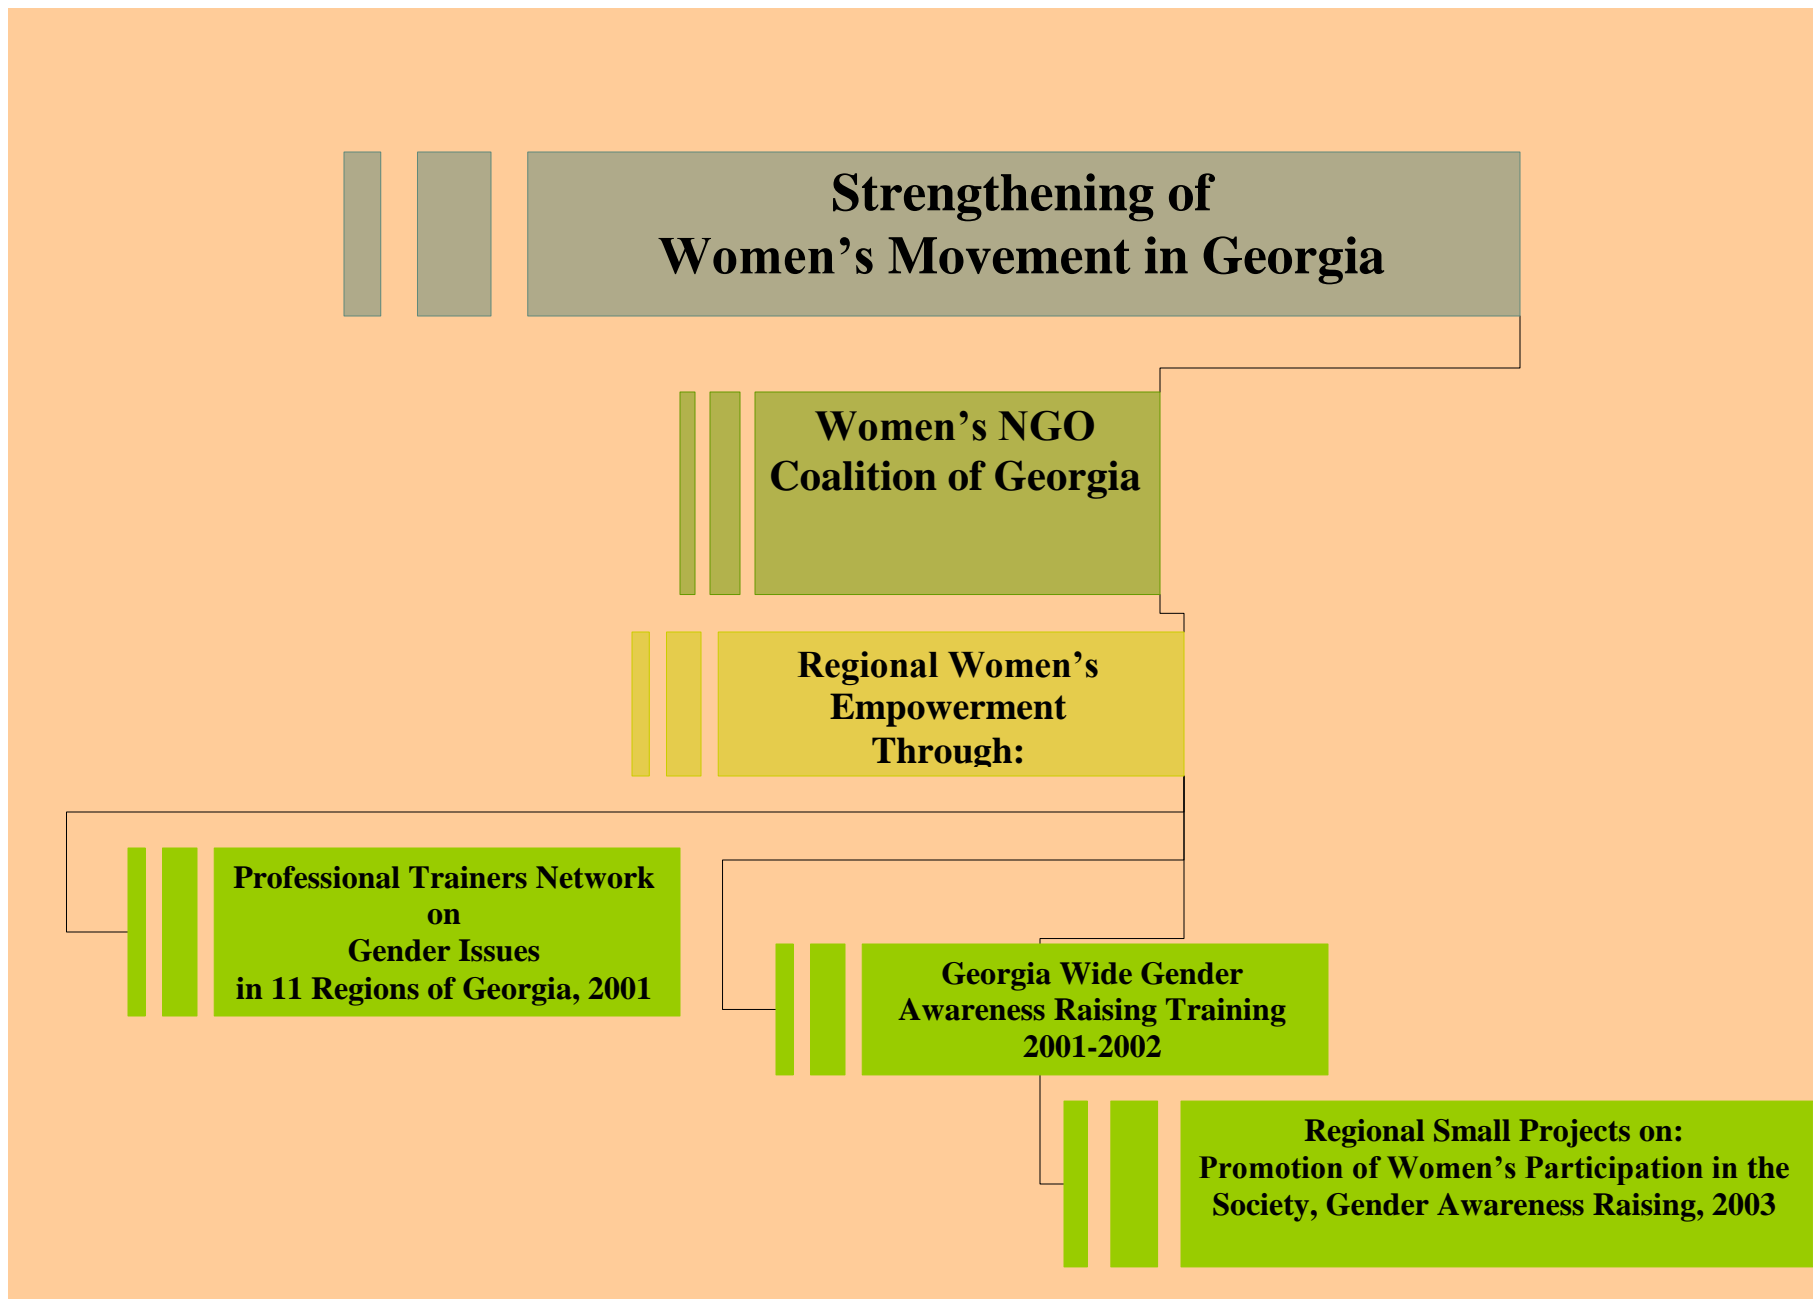 Strengthening of
Women’s Movement in Georgia
Women’s NGO
Coalition of Georgia
Regional Women’s
Empowerment
Through:
Professional Trainers Network
on
Gender Issues
in 11 Regions of Georgia, 2001
Georgia Wide Gender
Awareness Raising Training
2001-2002
Regional Small Projects on:
Promotion of Women’s Participation in the
Society, Gender Awareness Raising, 2003